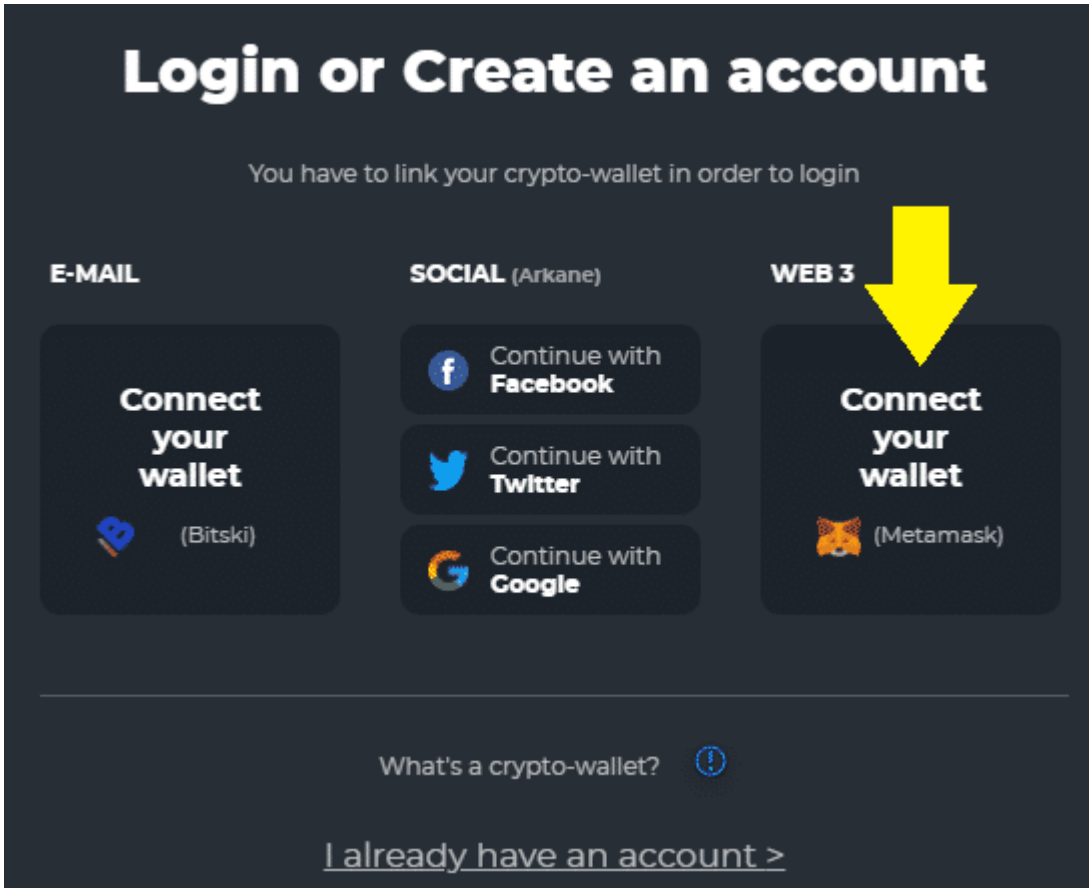 Login or Create an account
You have to link your crypto-wallet in order to login
E-MAIL
Connect
your
wallet
(Bitski)
SOCIAL (Arkane)
Continue with
Facebook
Continue with
Twitter
Continue with
Google
WEB 3
Connect
your
wallet
(Metamask)
What's a crypto-wallet?
I already have an account >